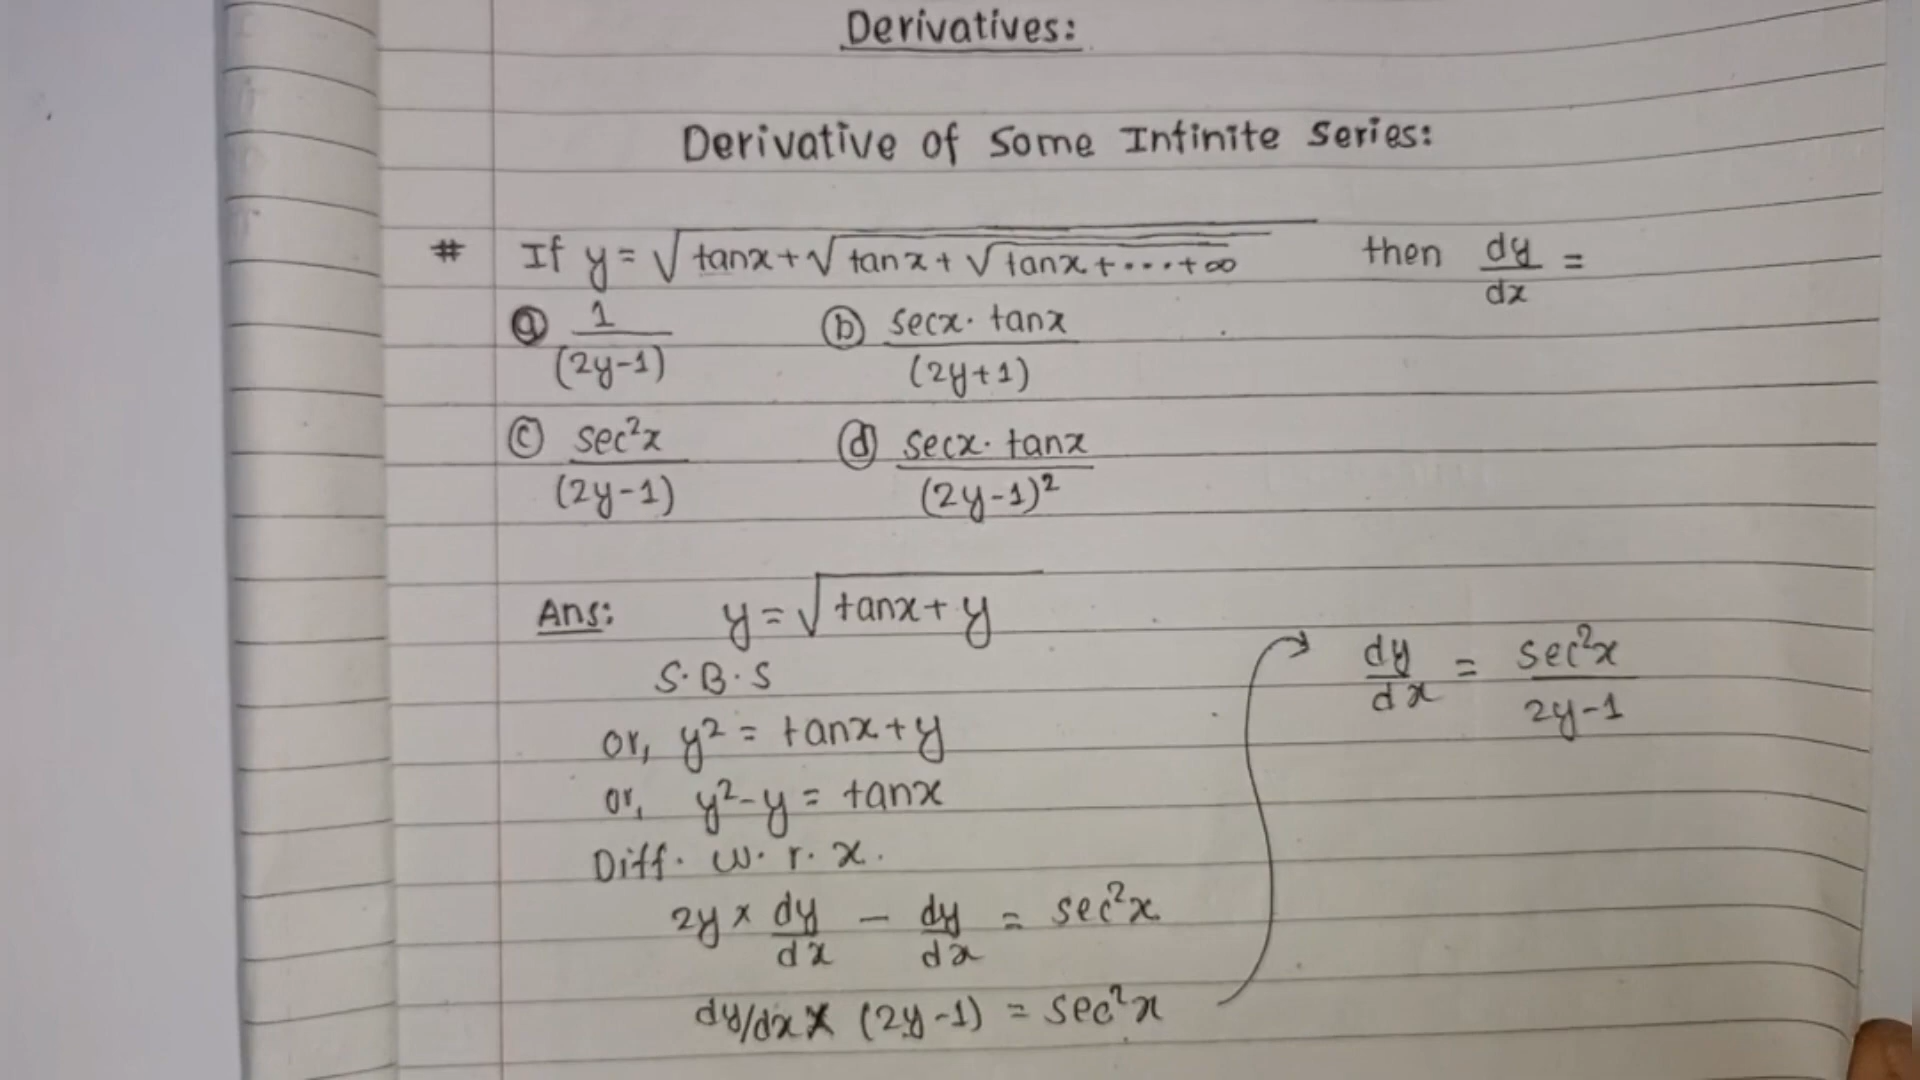 Derivatives:
Derivative of Some Infinite Series:
# If y = √(tanx + √(tanx + √(tanx + ... + ∞ then dy/dx =
ⓐ 1/(2y-1) ⓑ secx. tanx/(2y+1)
ⓒ sec²x/(2y-1) ⓓ secx. tanx/(2y-1)²
Ans: y = √(tanx + y)
S.B.S
or, y² = tanx + y
or, y² - y = tanx
Diff. w. r. x.
2y × dy/dx - dy/dx = sec²x
dy/dx × (2y-1) = sec²x
dy/dx = sec²x/2y-1